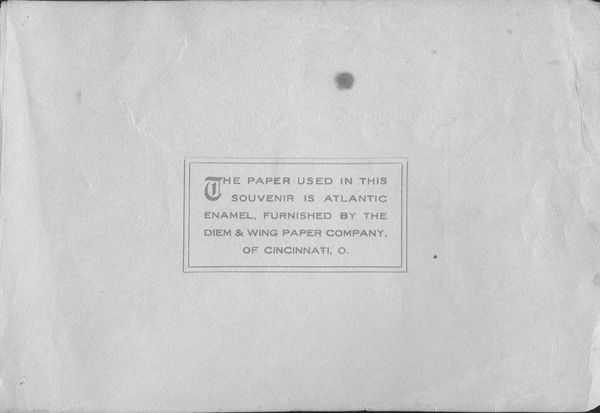 THE PAPER USED IN THIS
SOUVENIR IS ATLANTIC
ENAMEL, FURNISHED BY THE
DIEM & WING PAPER COMPANY,
OF CINCINNATI, O.